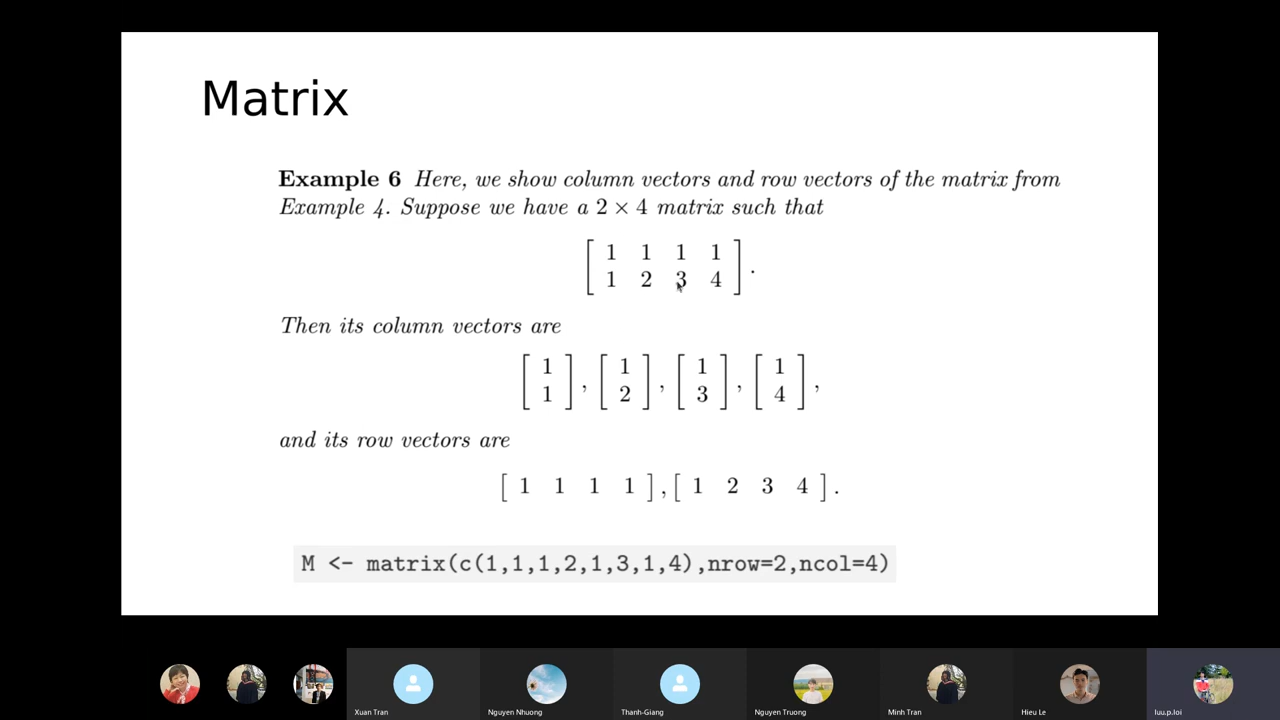 Matrix
Example 6 Here, we show column vectors and row vectors of the matrix from
Example 4. Suppose we have a 2 × 4 matrix such that
[ 1 1 1 1
1 2 3 4 ] .
Then its column vectors are
[ 1 1 ] , [ 1 2 ] , [ 1 3 ] , [ 1 4 ] ,
and its row vectors are
[ 1 1 1 1 ] , [ 1 2 3 4 ] .
M <- matrix(c(1,1,1,2,1,3,1,4),nrow=2,ncol=4)
Xuan Tran
Nguyen Nhuong
Thanh-Giang
Nguyen Truong
Minh Tran
Hieu Le
luu.p.loi